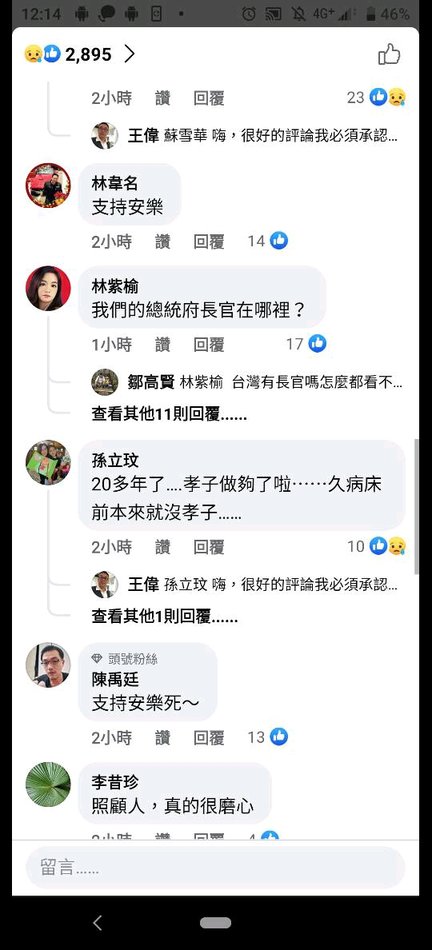 12:14
4G+
46%
2,895
2小時 讚 回覆 23
王偉 蘇雪華 嗨，很好的評論我必須承認...
林韋名
支持安樂
2小時 讚 回覆 14
林紫榆
我們的總統府長官在哪裡？
1小時 讚 回覆 17
鄒高賢 林紫榆 台灣有長官嗎怎麼都看不...
查看其他11則回覆......
孫立玟
20多年了....孝子做夠了啦⋯⋯久病床
前本來就沒孝子......
2小時 讚 回覆 10
王偉 孫立玟 嗨，很好的評論我必須承認...
查看其他1則回覆......
頭號粉絲
陳禹廷
支持安樂死～
2小時 讚 回覆 13
李昔珍
照顧人，真的很磨心
2小時 讚 回覆 4
留言......